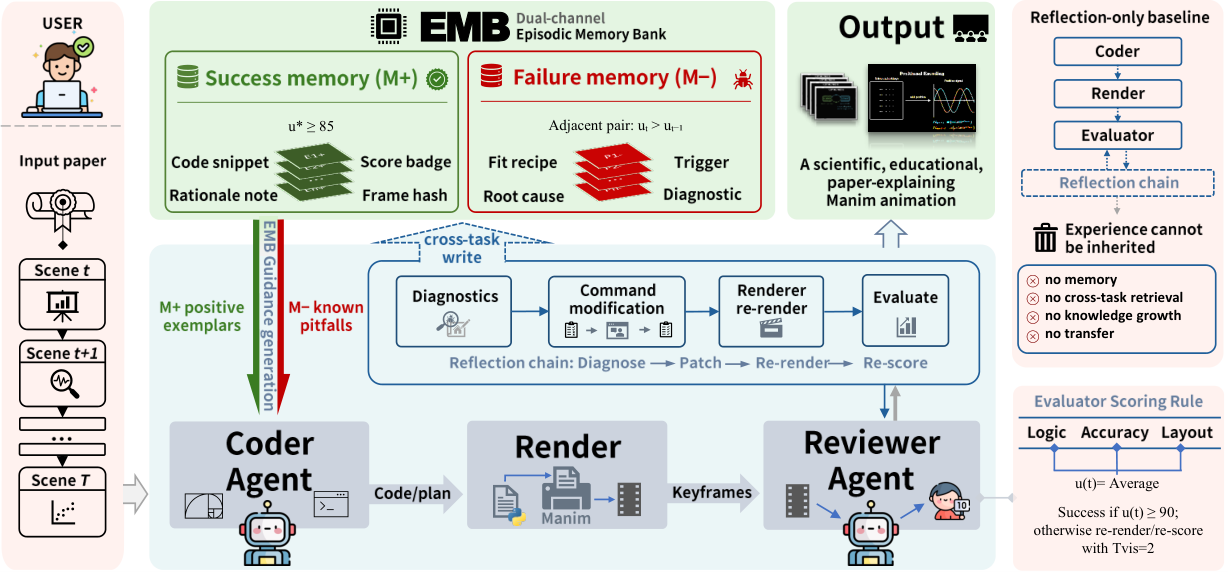 USER
Input paper
Scene t
Scene t+1
...
Scene T
EMB
Dual-channel
Episodic Memory Bank
Success memory (M+)
u* ≥ 85
Code snippet
Rationale note
E1+
Score badge
Frame hash
Failure memory (M−)
Adjacent pair: uₜ > uₜ₋₁
Fit recipe
Root cause
P1-
Trigger
Diagnostic
Output
Positional Encoding
A scientific, educational,
paper-explaining
Manim animation
M+ positive
exemplars
EMB Guidance generation
M− known
pitfalls
cross-task
write
Diagnostics
Command
modification
Renderer
re-render
Evaluate
Reflection chain: Diagnose → Patch → Re-render → Re-score
Coder
Agent
Code/plan
Render
Manim
Keyframes
Reviewer
Agent
10
Reflection-only baseline
Coder
Render
Evaluator
Reflection chain
Experience cannot
be inherited
no memory
no cross-task retrieval
no knowledge growth
no transfer
Evaluator Scoring Rule
Logic Accuracy Layout
u(t)= Average
Success if u(t) ≥ 90;
otherwise re-render/re-score
with Tvis=2